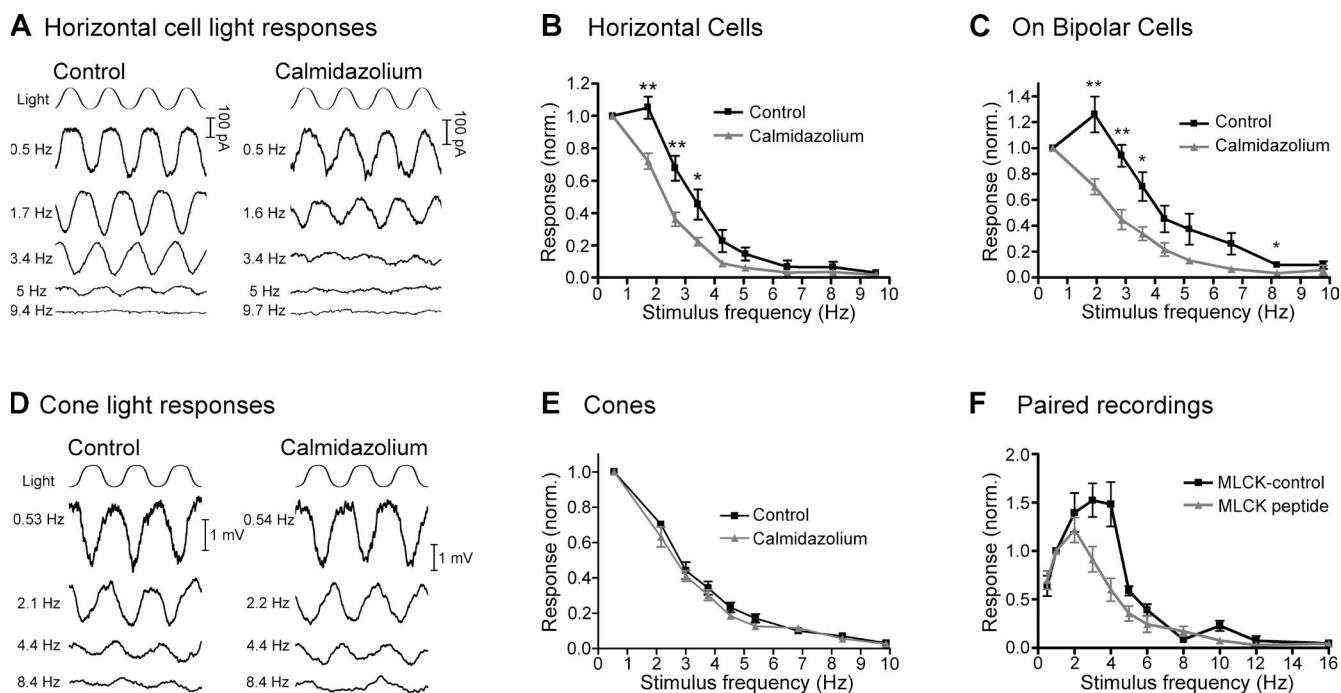 A Horizontal cell light responses
Control
Calmidazolium
Light
100 pA
100 pA
0.5 Hz
0.5 Hz
1.7 Hz
1.6 Hz
3.4 Hz
3.4 Hz
5 Hz
5 Hz
9.4 Hz
9.7 Hz
B Horizontal Cells
Response (norm.)
1.2
1.0
0.8
0.6
0.4
0.2
0.0
**
**
*
Control
Calmidazolium
0 1 2 3 4 5 6 7 8 9 10
Stimulus frequency (Hz)
C On Bipolar Cells
Response (norm.)
1.4
1.2
1.0
0.8
0.6
0.4
0.2
0.0
**
**
*
*
Control
Calmidazolium
0 1 2 3 4 5 6 7 8 9 10
Stimulus frequency (Hz)
D Cone light responses
Control
Calmidazolium
Light
0.53 Hz
0.54 Hz
1 mV
1 mV
2.1 Hz
2.2 Hz
4.4 Hz
4.4 Hz
8.4 Hz
8.4 Hz
E Cones
Response (norm.)
1.0
0.8
0.6
0.4
0.2
0.0
Control
Calmidazolium
0 1 2 3 4 5 6 7 8 9 10
Stimulus frequency (Hz)
F Paired recordings
Response (norm.)
2.0
1.5
1.0
0.5
0.0
MLCK-control
MLCK peptide
0 2 4 6 8 10 12 14 16
Stimulus frequency (Hz)